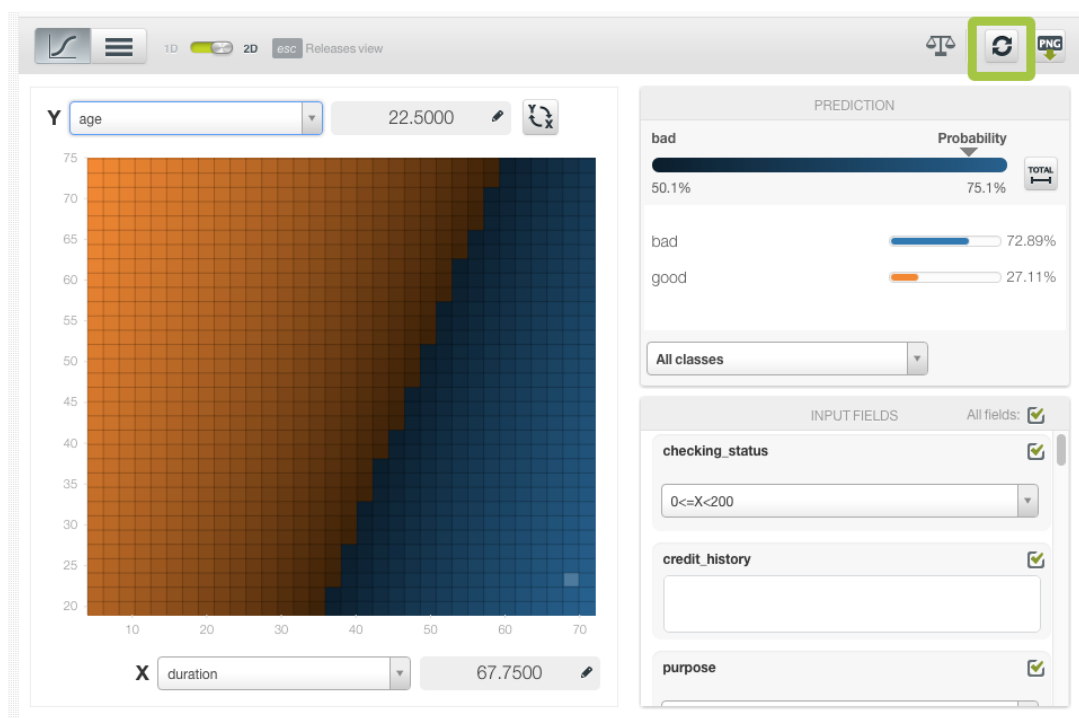 1D 2D esc Releases view PNG
Y age 22.5000 Y X
75
70
65
60
55
50
45
40
35
30
25
20
10 20 30 40 50 60 70
X duration 67.7500
PREDICTION
bad Probability
TOTAL
50.1% 75.1%
bad 72.89%
good 27.11%
All classes
INPUT FIELDS All fields:
checking_status
0<=X<200
credit_history
purpose